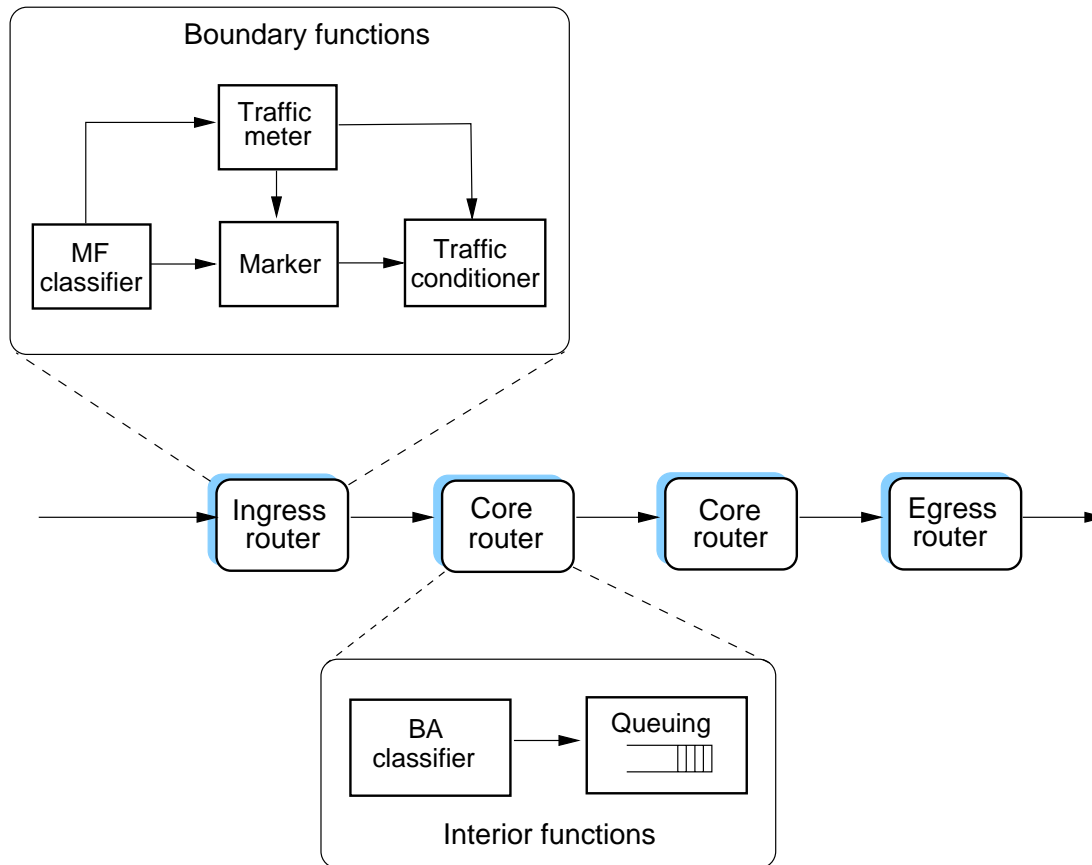 Boundary functions
Traffic
meter
MF
classifier
Marker
Traffic
conditioner
Ingress
router
Core
router
Core
router
Egress
router
BA
classifier
Queuing
Interior functions